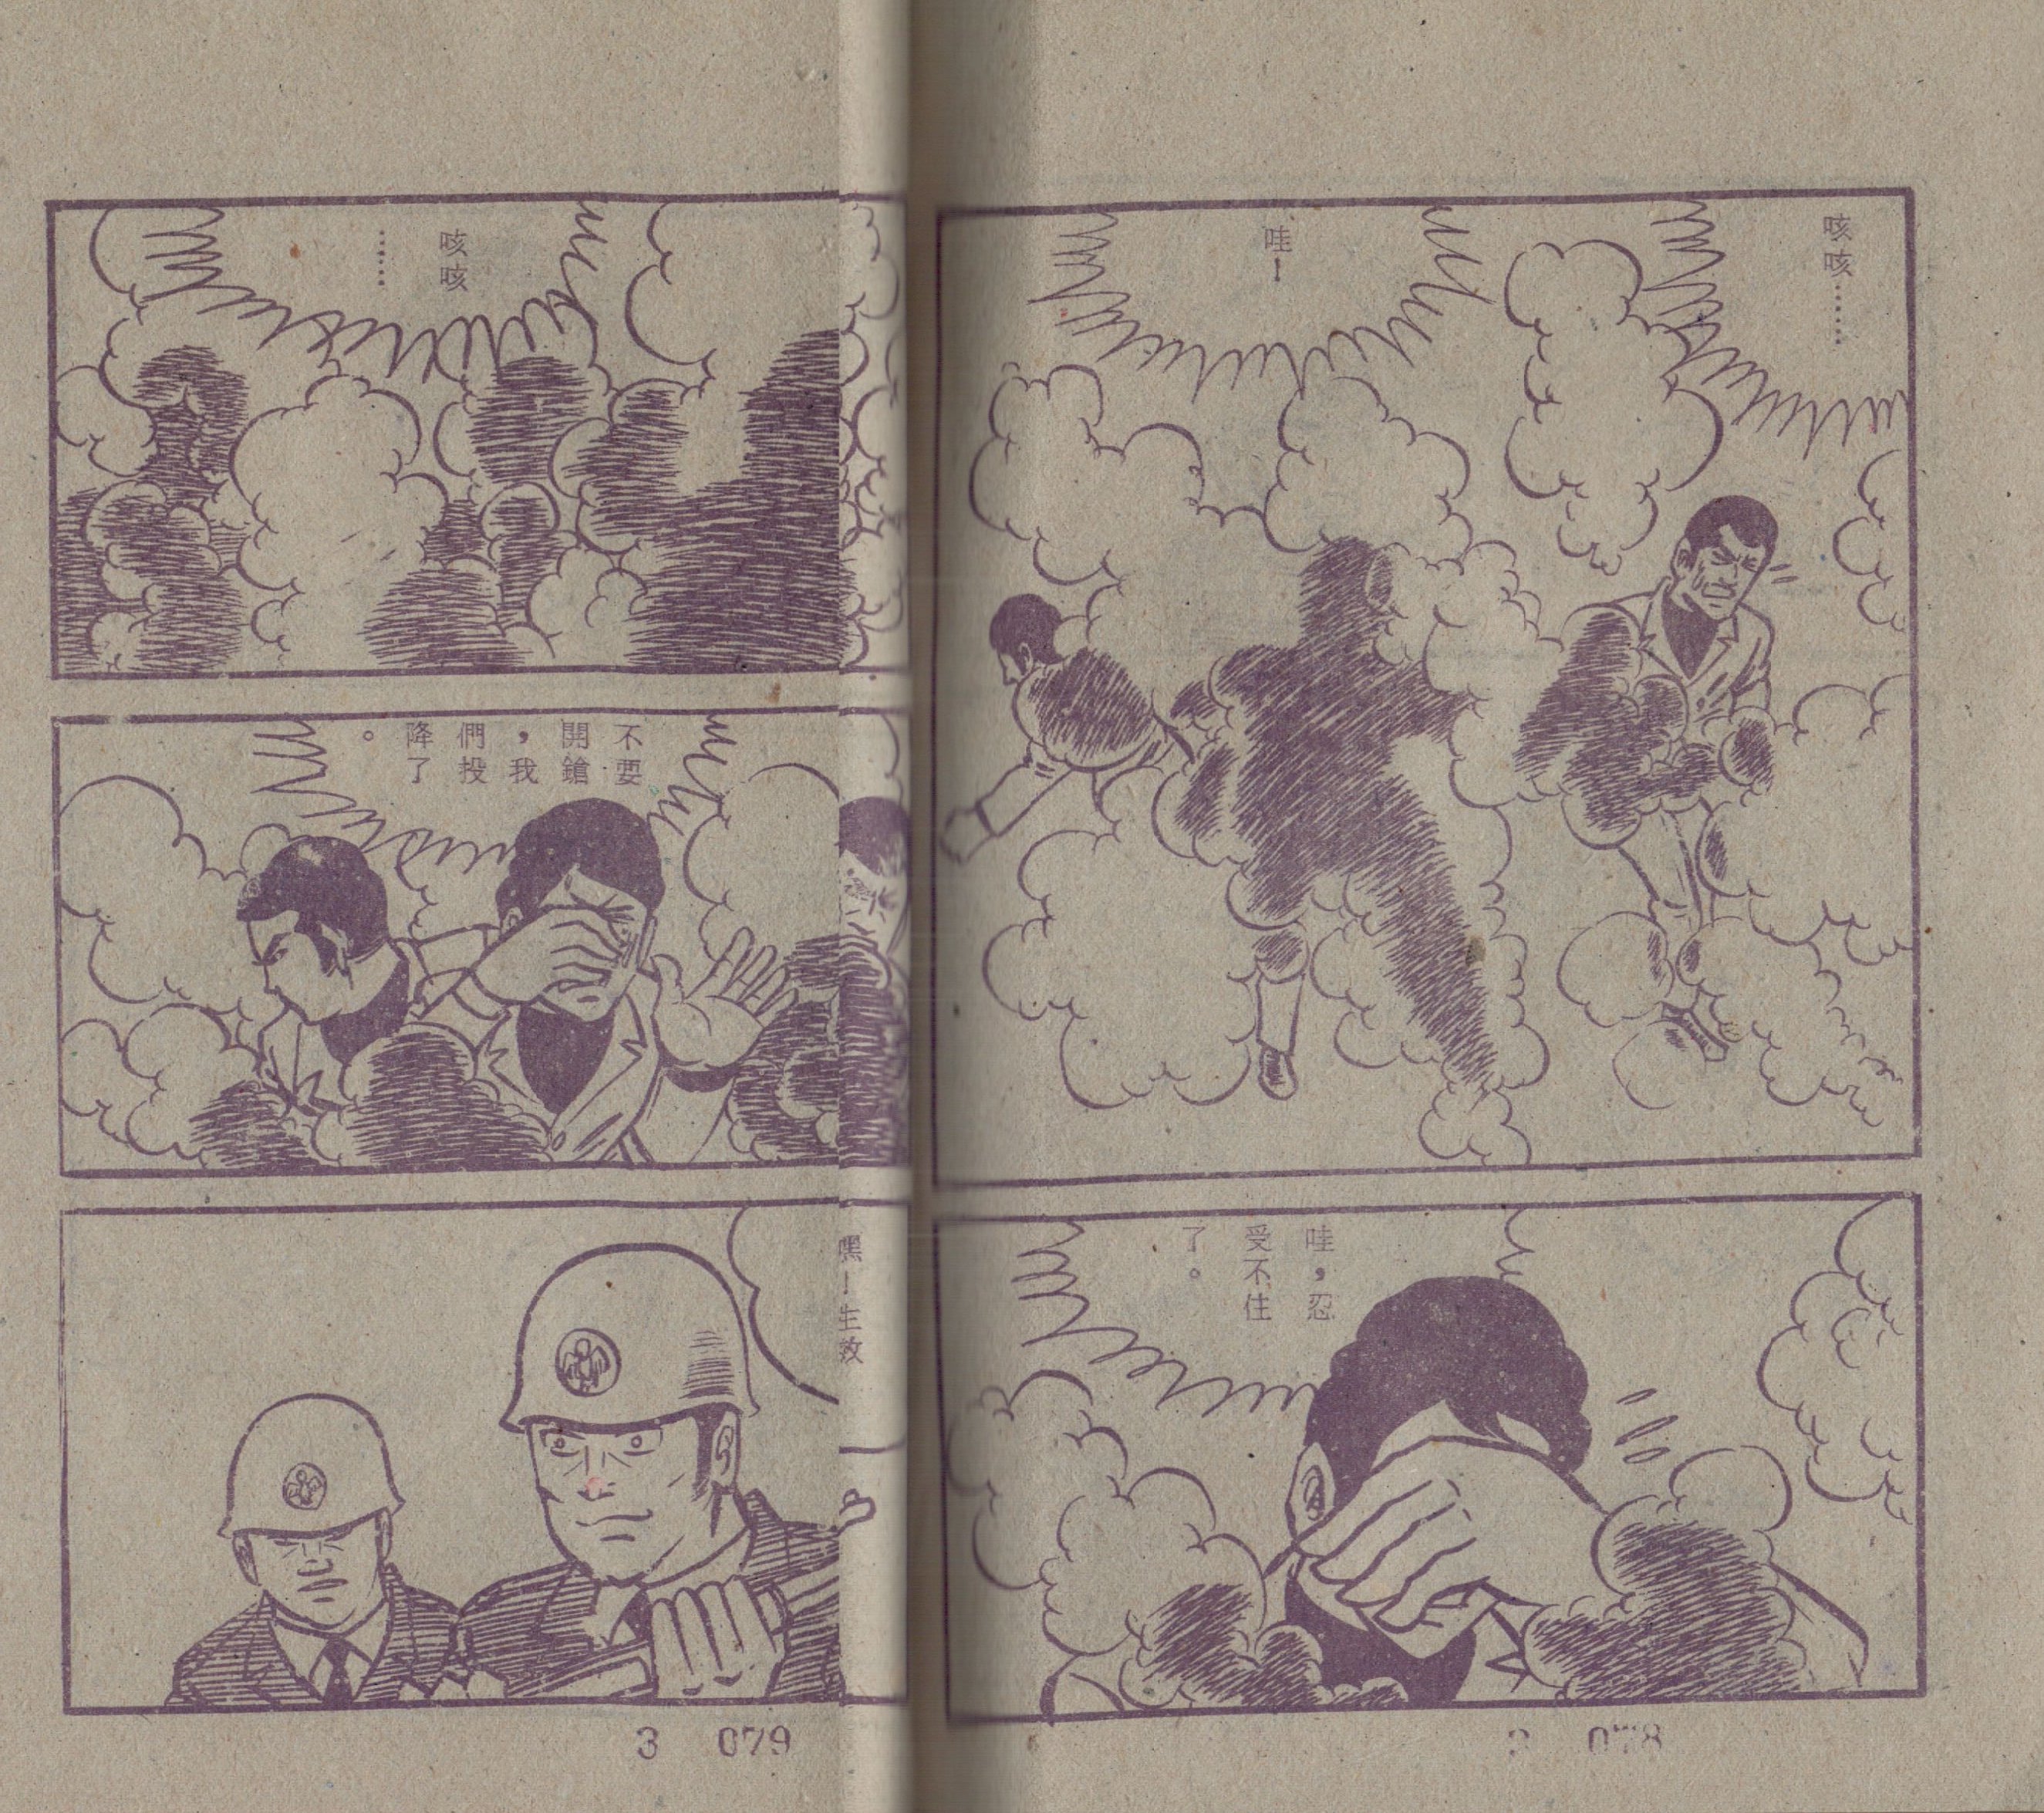 咳咳……
哇！
哇，忍
受不住
了。
078
咳咳
……
不要
開鎗
，我
們投
降了
。
嘿！生效
3 079